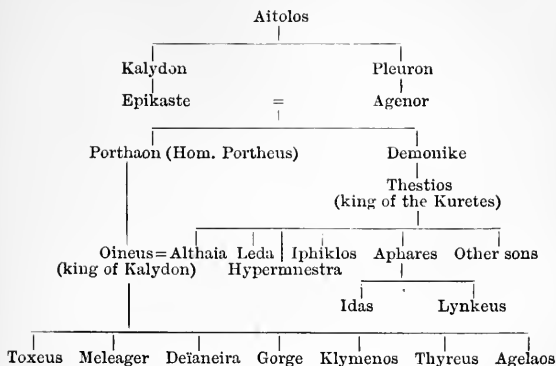 Aitolos
Kalydon Pleuron
Epikaste = Agenor
Porthaon (Hom. Portheus) Demonike
Thestios
(king of the Kuretes)
Oineus = Althaia Leda Iphiklos Aphares Other sons
(king of Kalydon) Hypermnestra
Idas Lynkeus
Toxeus Meleager Deïaneira Gorge Klymenos Thyreus Agelaos